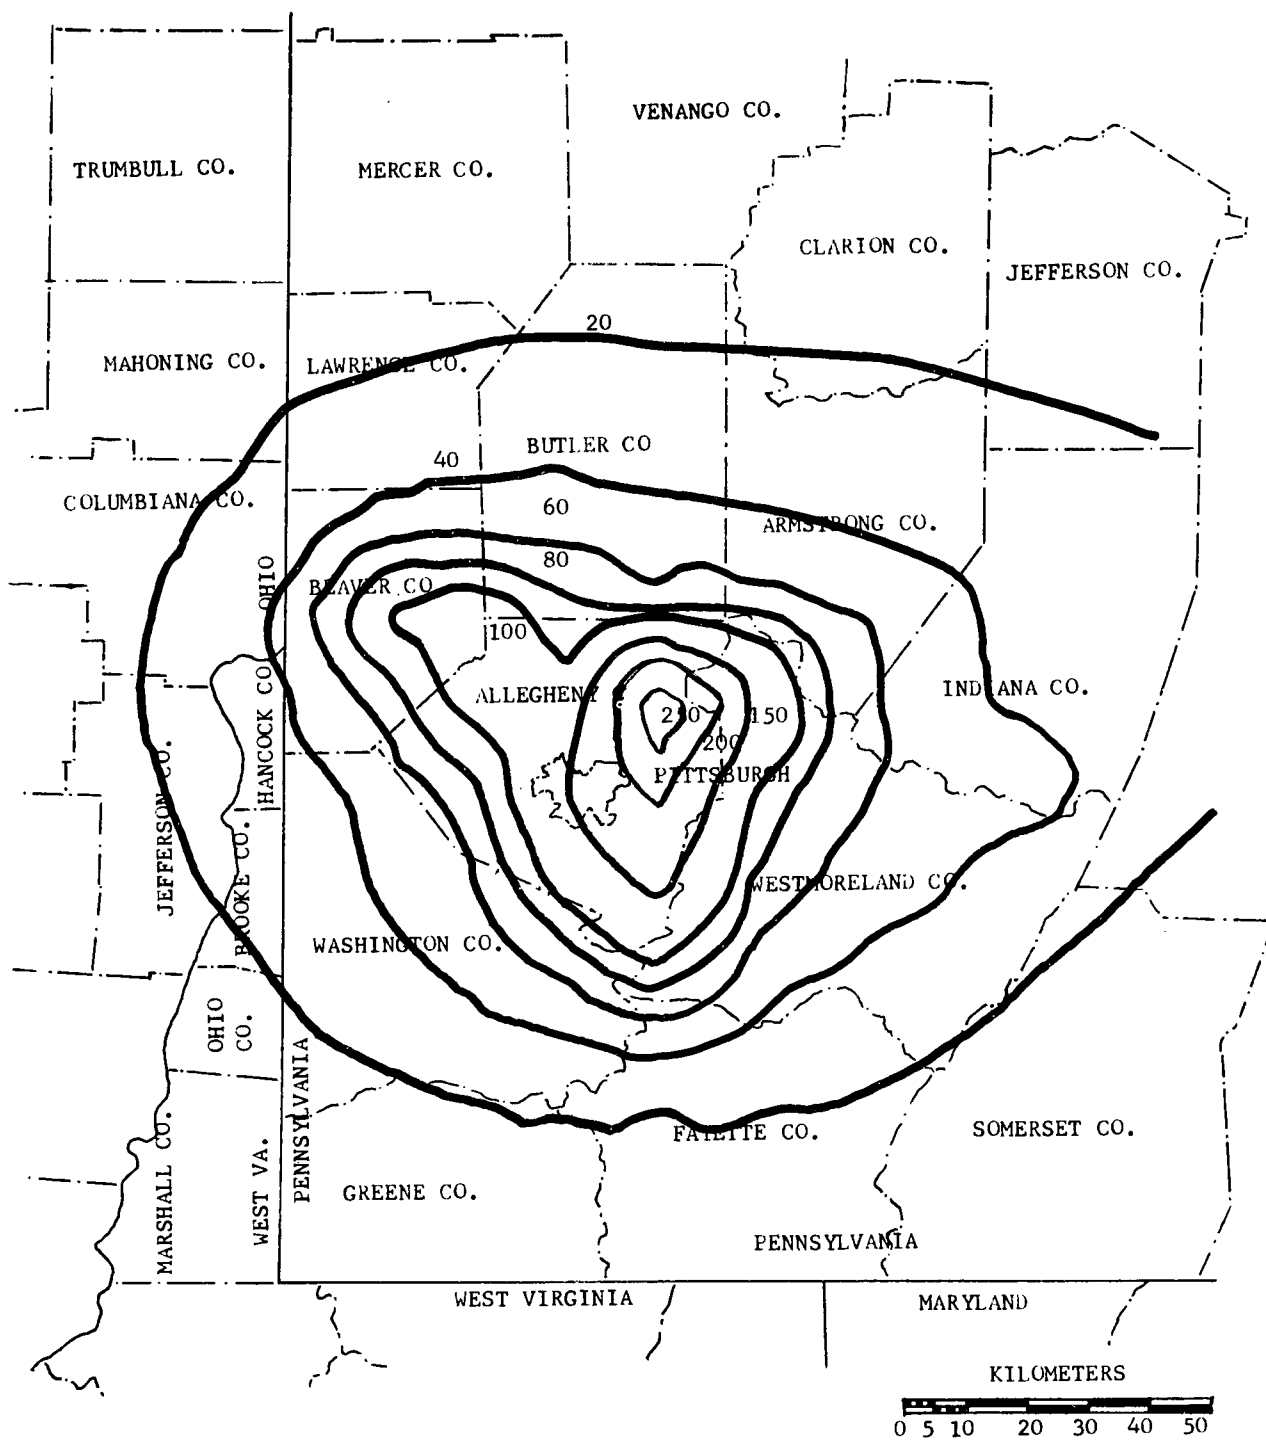 VENANGO CO.
TRUMBULL CO.
MERCER CO.
CLARION CO.
JEFFERSON CO.
20
MAHONING CO.
LAWRENCE CO.
BUTLER CO
40
COLUMBIANA CO.
60
ARMSTRONG CO.
80
OHIO
BEAVER CO
100
HANCOCK CO
ALLEGHENY
INDIANA CO.
250
150
200
PITTSBURGH
JEFFERSON CO.
BROOKE CO.
WESTMORELAND CO.
WASHINGTON CO.
OHIO
CO.
PENNSYLVANIA
MARSHALL CO.
WEST VA.
FAYETTE CO.
SOMERSET CO.
GREENE CO.
PENNSYLVANIA
WEST VIRGINIA
MARYLAND
KILOMETERS
0 5 10 20 30 40 50